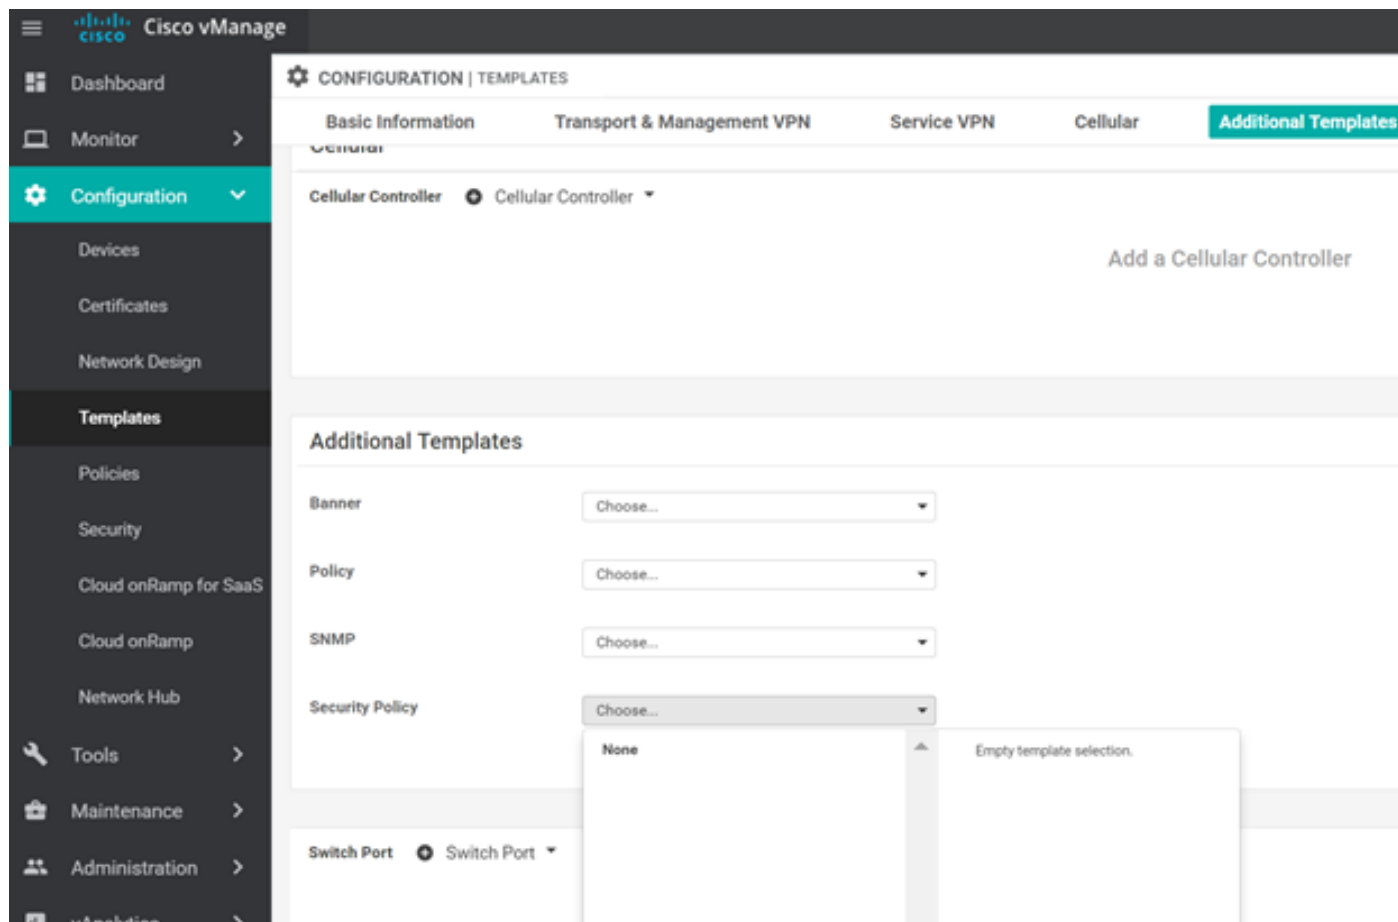 cisco Cisco vManage
Dashboard
Monitor
Configuration
Devices
Certificates
Network Design
Templates
Policies
Security
Cloud onRamp for SaaS
Cloud onRamp
Network Hub
Tools
Maintenance
Administration
vAnalytics
CONFIGURATION | TEMPLATES
Basic Information Transport & Management VPN Service VPN Cellular Additional Templates
Cellular
Cellular Controller Cellular Controller
Add a Cellular Controller
Additional Templates
Banner Choose...
Policy Choose...
SNMP Choose...
Security Policy Choose...
None Empty template selection.
Switch Port Switch Port